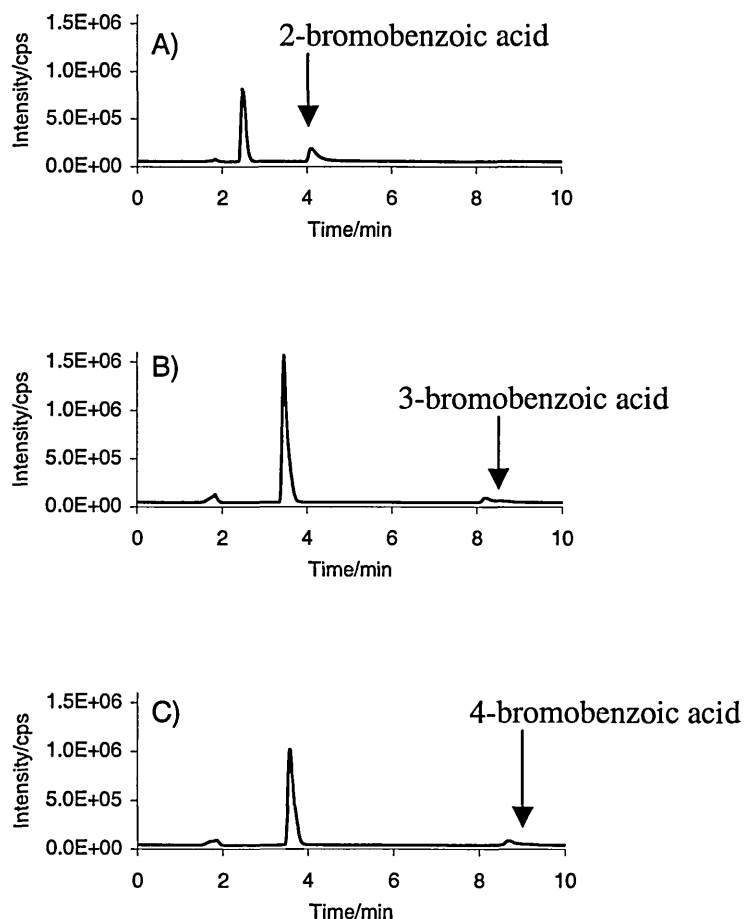 A)
2-bromobenzoic acid
Intensity/cps
1.5E+06
1.0E+06
5.0E+05
0.0E+00
0 2 4 6 8 10
Time/min
B)
3-bromobenzoic acid
Intensity/cps
1.5E+06
1.0E+06
5.0E+05
0.0E+00
0 2 4 6 8 10
Time/min
C)
4-bromobenzoic acid
Intensity/cps
1.5E+06
1.0E+06
5.0E+05
0.0E+00
0 2 4 6 8 10
Time/min